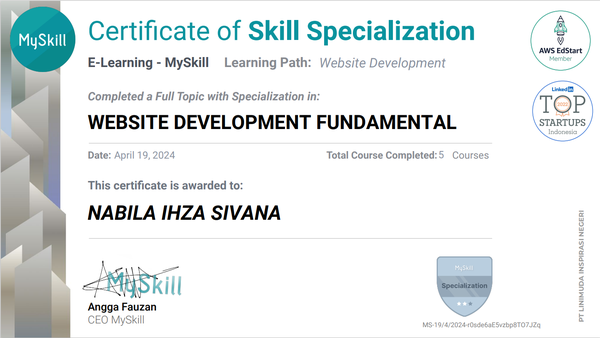 MySkill
Certificate of Skill Specialization
E-Learning - MySkill Learning Path: Website Development
Completed a Full Topic with Specialization in:
WEBSITE DEVELOPMENT FUNDAMENTAL
Date: April 19, 2024 Total Course Completed: 5 Courses
This certificate is awarded to:
NABILA IHZA SIVANA
MySkill
Angga Fauzan
CEO MySkill
MySkill
Specialization
MS-19/4/2024-r0sde6aE5vzbp8TO7JZq
AWS EdStart
Member
LinkedIn
TOP
STARTUPS
Indonesia
PT LINIMUDA INSPIRASI NEGERI